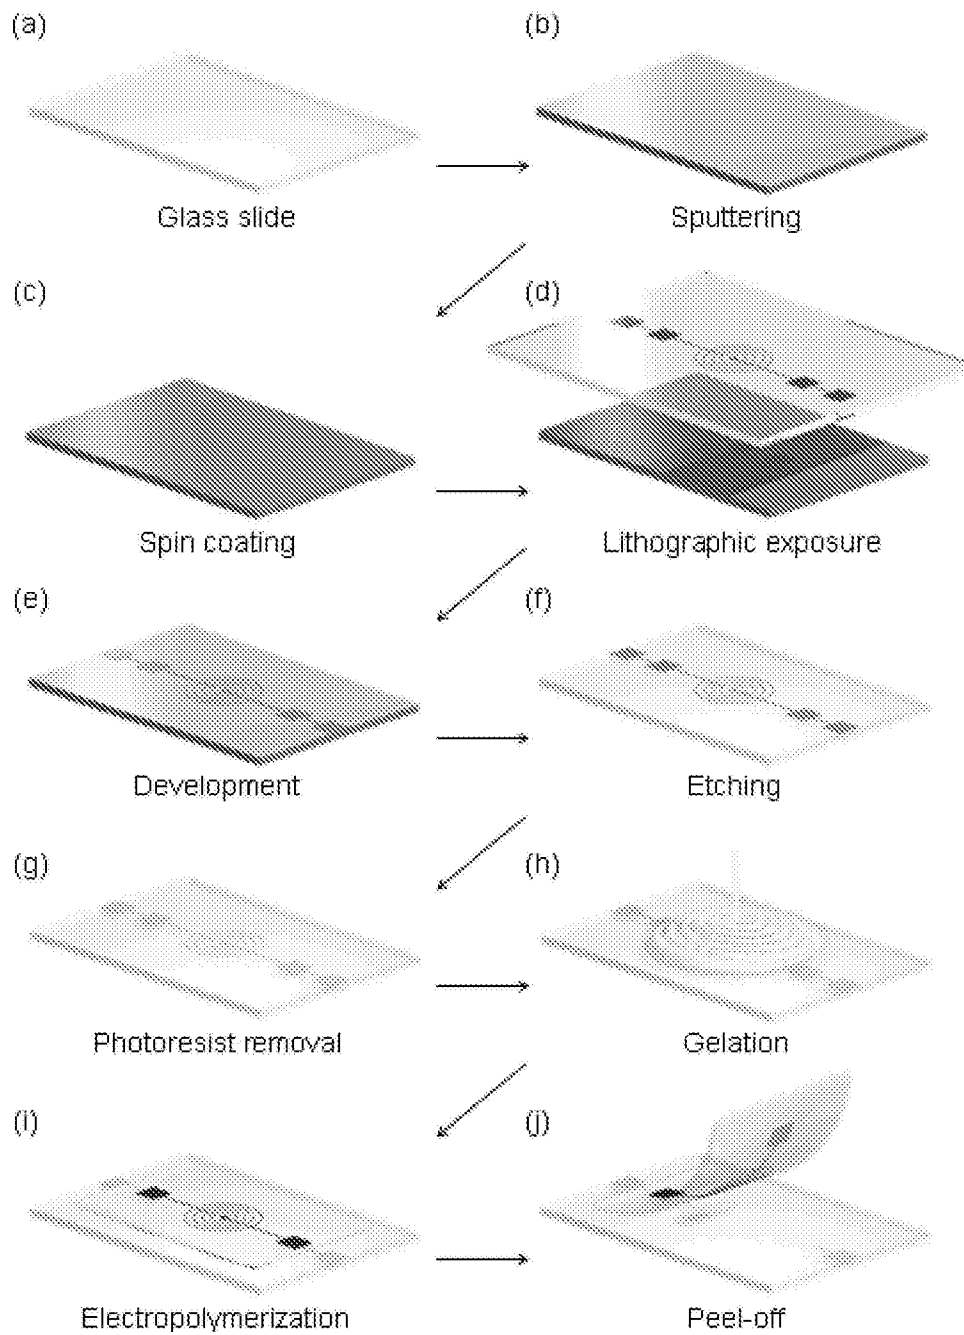 (a)
(b)
Glass slide
Sputtering
(c)
(d)
Spin coating
Lithographic exposure
(e)
(f)
Development
Etching
(g)
(h)
Photoresist removal
Gelation
(i)
(j)
Electropolymerization
Peel-off